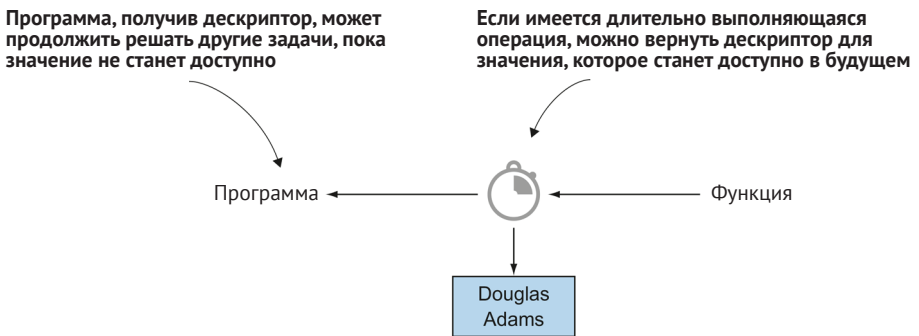 Программа, получив дескриптор, может
продолжить решать другие задачи, пока
значение не станет доступно
Если имеется длительно выполняющаяся
операция, можно вернуть дескриптор для
значения, которое станет доступно в будущем
Программа
Функция
Douglas
Adams